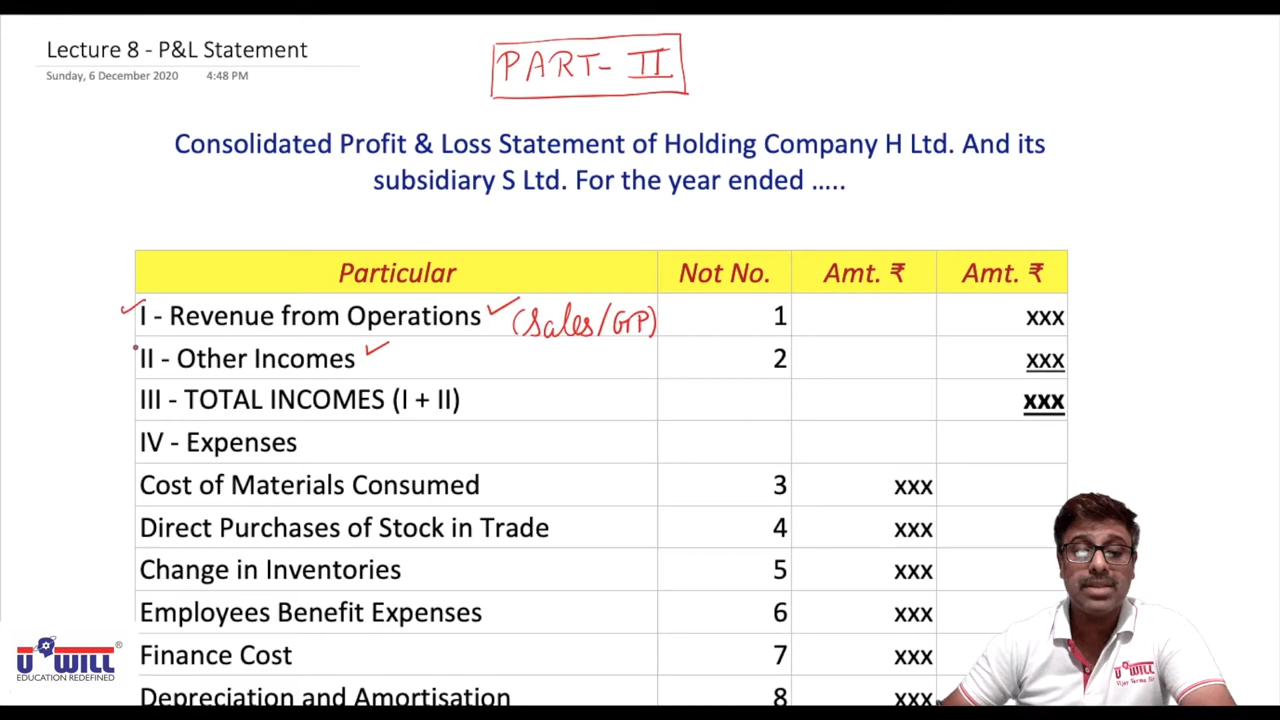 Lecture 8 - P&L Statement
Sunday, 6 December 2020 4:48 PM
PART- II
Consolidated Profit & Loss Statement of Holding Company H Ltd. And its
subsidiary S Ltd. For the year ended .....
Particular Not No. Amt. ₹ Amt. ₹
I - Revenue from Operations (Sales/GP) 1 xxx
II - Other Incomes 2 xxx
III - TOTAL INCOMES (I + II) xxx
IV - Expenses
Cost of Materials Consumed 3 xxx
Direct Purchases of Stock in Trade 4 xxx
Change in Inventories 5 xxx
Employees Benefit Expenses 6 xxx
Finance Cost 7 xxx
Depreciation and Amortisation 8 xxx
U WILL ®
EDUCATION REDEFINED
U WILL
Vijay Verma Sir